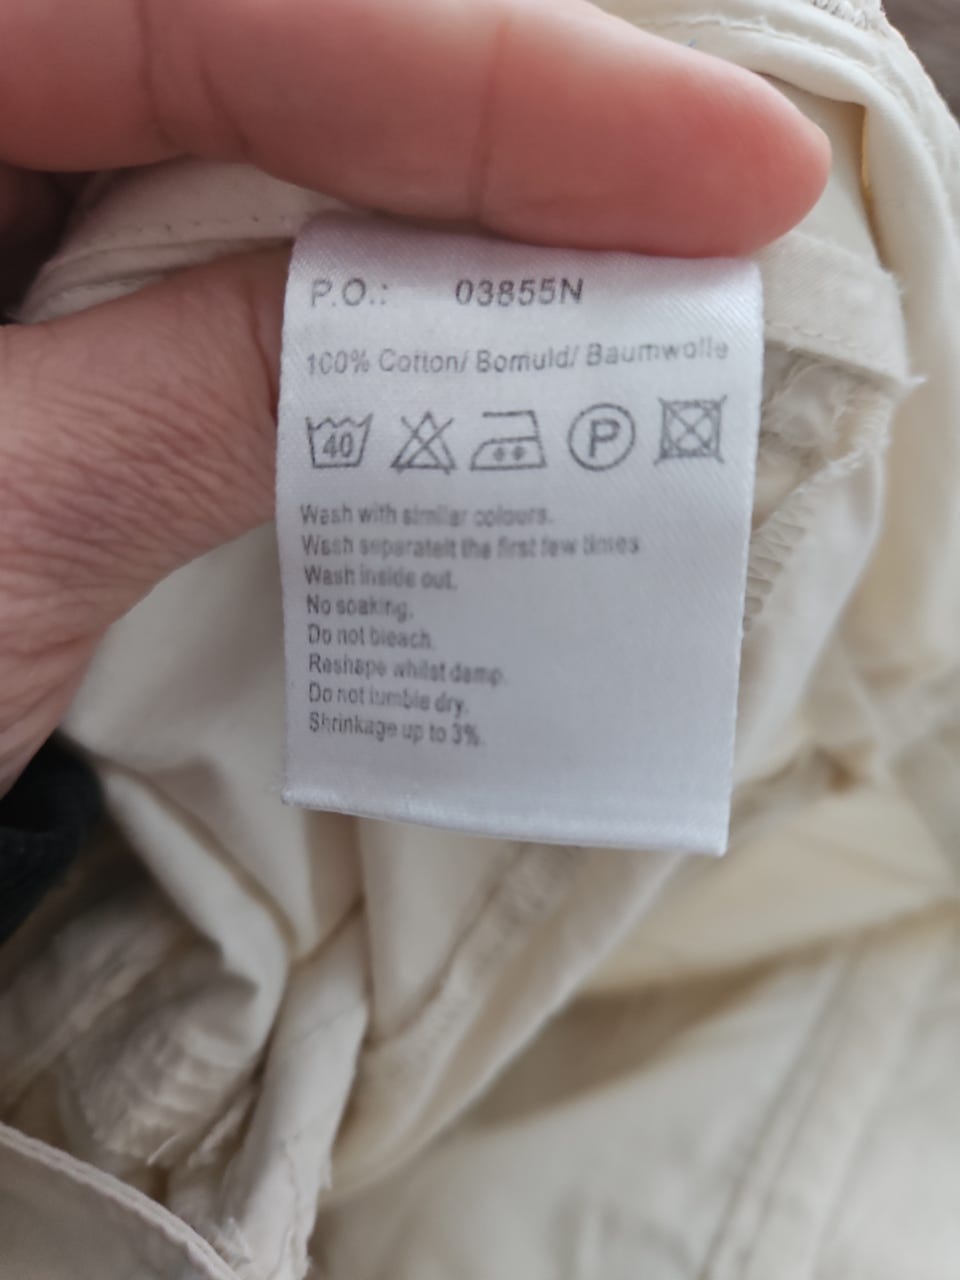 P.O.: 03855N
100% Cotton/ Bomuld/ Baumwolle
40 P
Wash with similar colours.
Wash separatelt the first few times
Wash inside out.
No soaking.
Do not bleach.
Reshape whilst damp.
Do not tumble dry.
Shrinkage up to 3%.